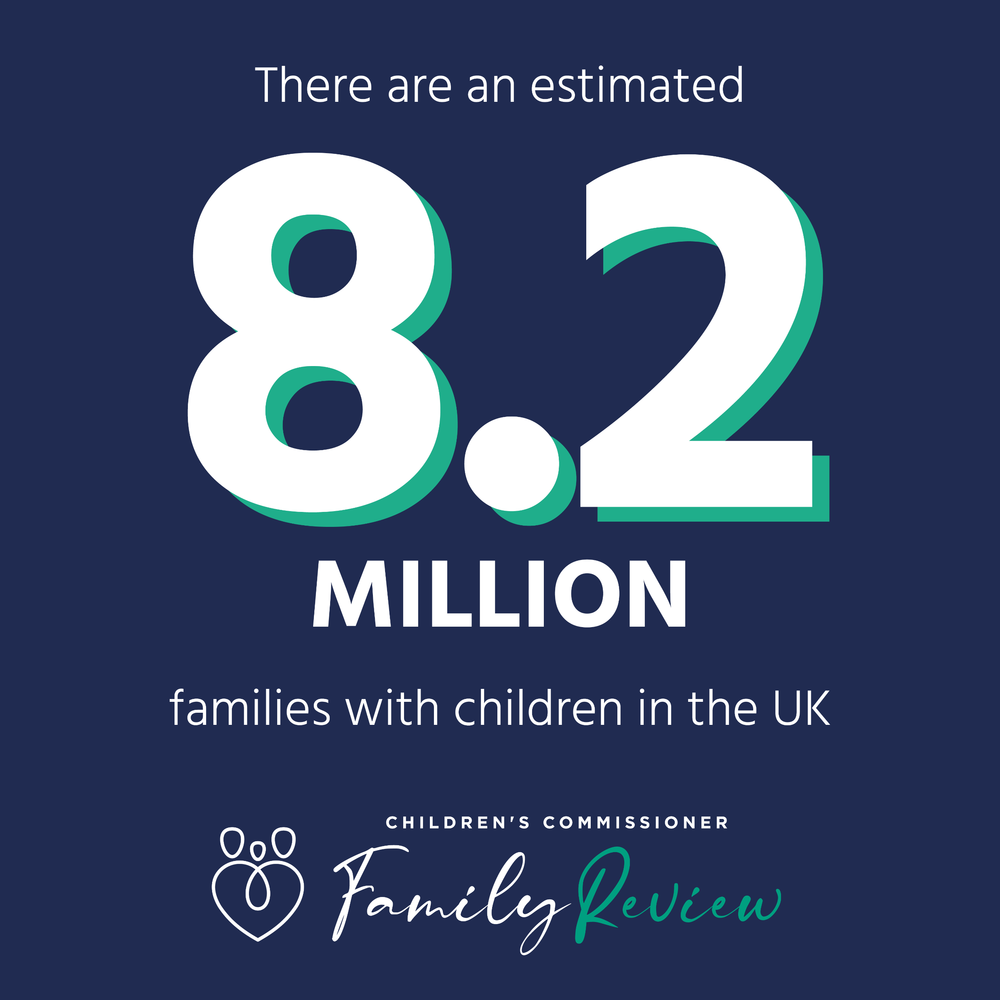 There are an estimated
8.2
MILLION
families with children in the UK
CHILDREN'S COMMISSIONER
Family Review